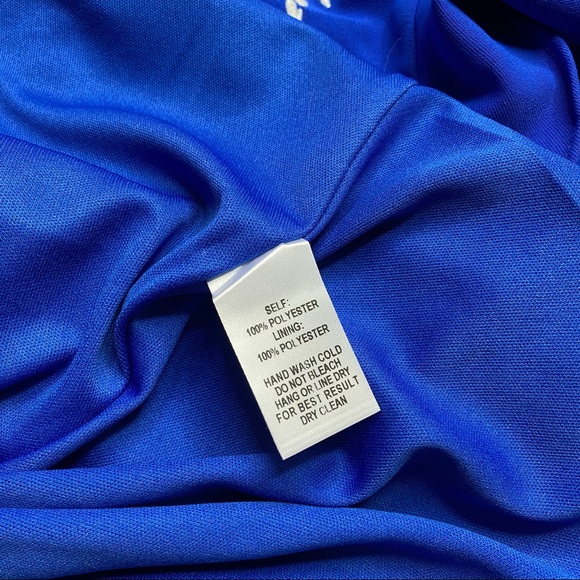 SELF:
100% POLYESTER
LINING:
100% POLYESTER
HAND WASH COLD
DO NOT BLEACH
HANG OR LINE DRY
FOR BEST RESULT
DRY CLEAN